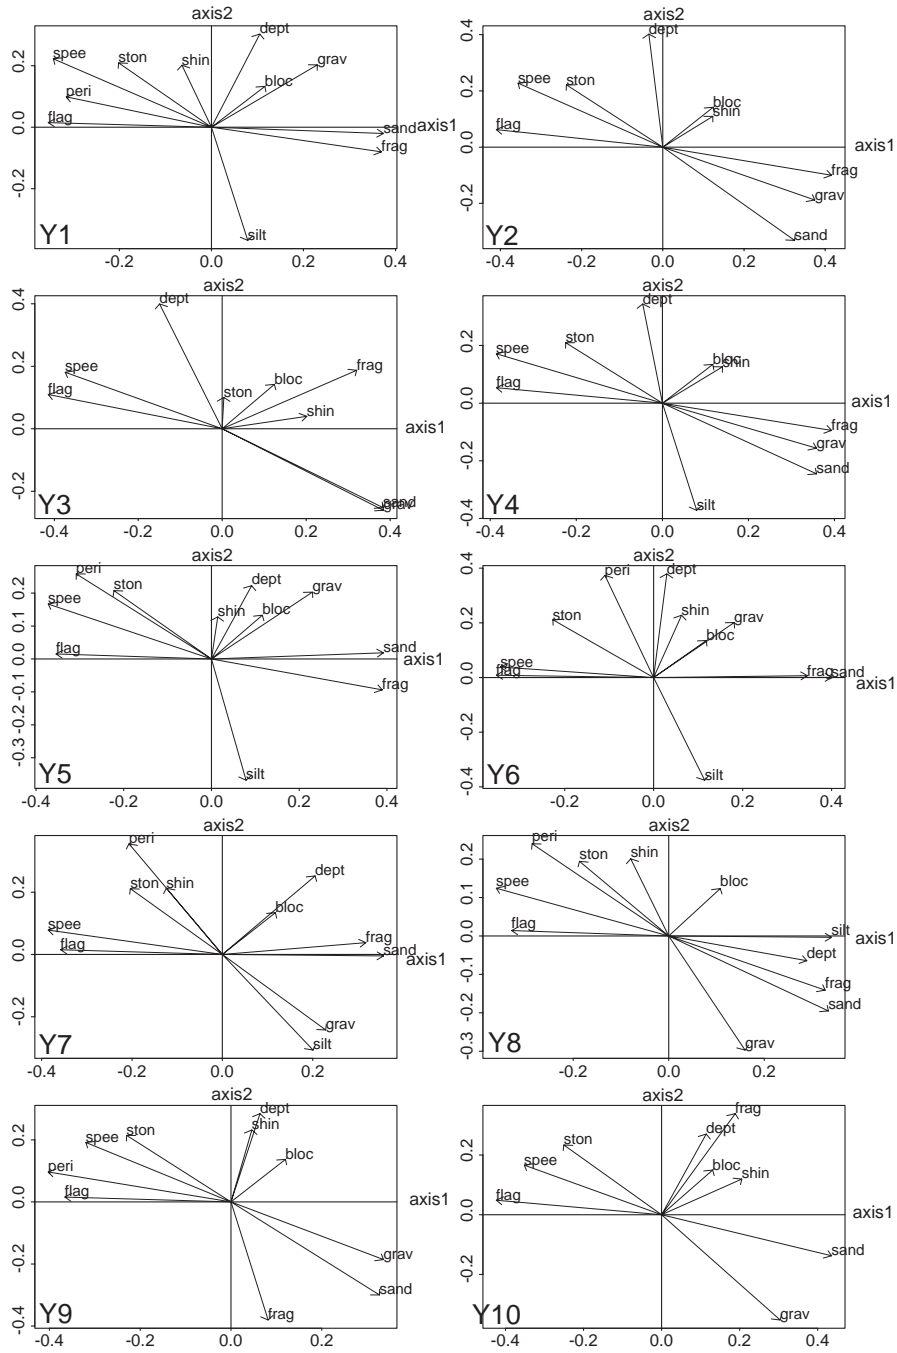 axis2
spee ston shin dept grav
peri bloc
flag sand axis1
frag
silt
Y1
0.2
0.0
-0.2
-0.2 0.0 0.2 0.4
axis2
dept
spee ston
bloc
shin
flag
axis1
frag
grav
sand
Y2
0.4
0.2
0.0
-0.2
-0.4 -0.2 0.0 0.2 0.4
axis2
dept
spee frag
flag ston bloc
shin
axis1
sand
grav
Y3
0.4
0.2
0.0
-0.2
-0.4 -0.2 0.0 0.2 0.4
axis2
dept
spee ston bloc
shin
flag
axis1
frag
grav
sand
silt
Y4
0.2
0.0
-0.2
-0.4
-0.4 -0.2 0.0 0.2 0.4
axis2
peri
ston dept grav
spee shin bloc
flag sand
axis1
frag
silt
Y5
0.1
0.0
-0.1
-0.2
-0.3
-0.4 -0.2 0.0 0.2 0.4
axis2
peri dept
ston shin grav
bloc
spee
flag frag sand
axis1
silt
Y6
0.4
0.2
0.0
-0.2
-0.4
-0.2 0.0 0.2 0.4
axis2
peri
ston shin dept
bloc
spee
flag frag
sand axis1
grav
silt
Y7
0.2
0.0
-0.2
-0.4 -0.2 0.0 0.2
axis2
peri
ston shin
spee bloc
flag silt
axis1
dept
frag
sand
grav
Y8
0.2
0.1
0.0
-0.1
-0.2
-0.3
-0.2 0.0 0.2
axis2
dept
shin
spee ston
bloc
peri
flag
axis1
grav
sand
frag
Y9
0.2
0.0
-0.2
-0.4
-0.4 -0.2 0.0 0.2
axis2
frag
dept
ston
spee bloc
shin
flag
axis1
sand
grav
Y10
0.2
0.0
-0.2
-0.4 -0.2 0.0 0.2 0.4